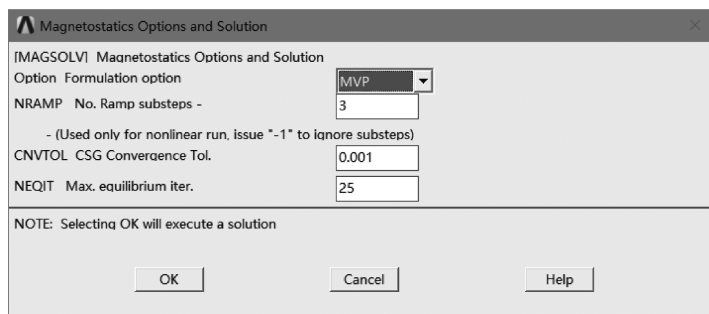 Magnetostatics Options and Solution
[MAGSOLV] Magnetostatics Options and Solution
Option Formulation option MVP
NRAMP No. Ramp substeps - 3
- (Used only for nonlinear run, issue "-1" to ignore substeps)
CNVTOL CSG Convergence Tol. 0.001
NEQIT Max. equilibrium iter. 25
NOTE: Selecting OK will execute a solution
OK Cancel Help